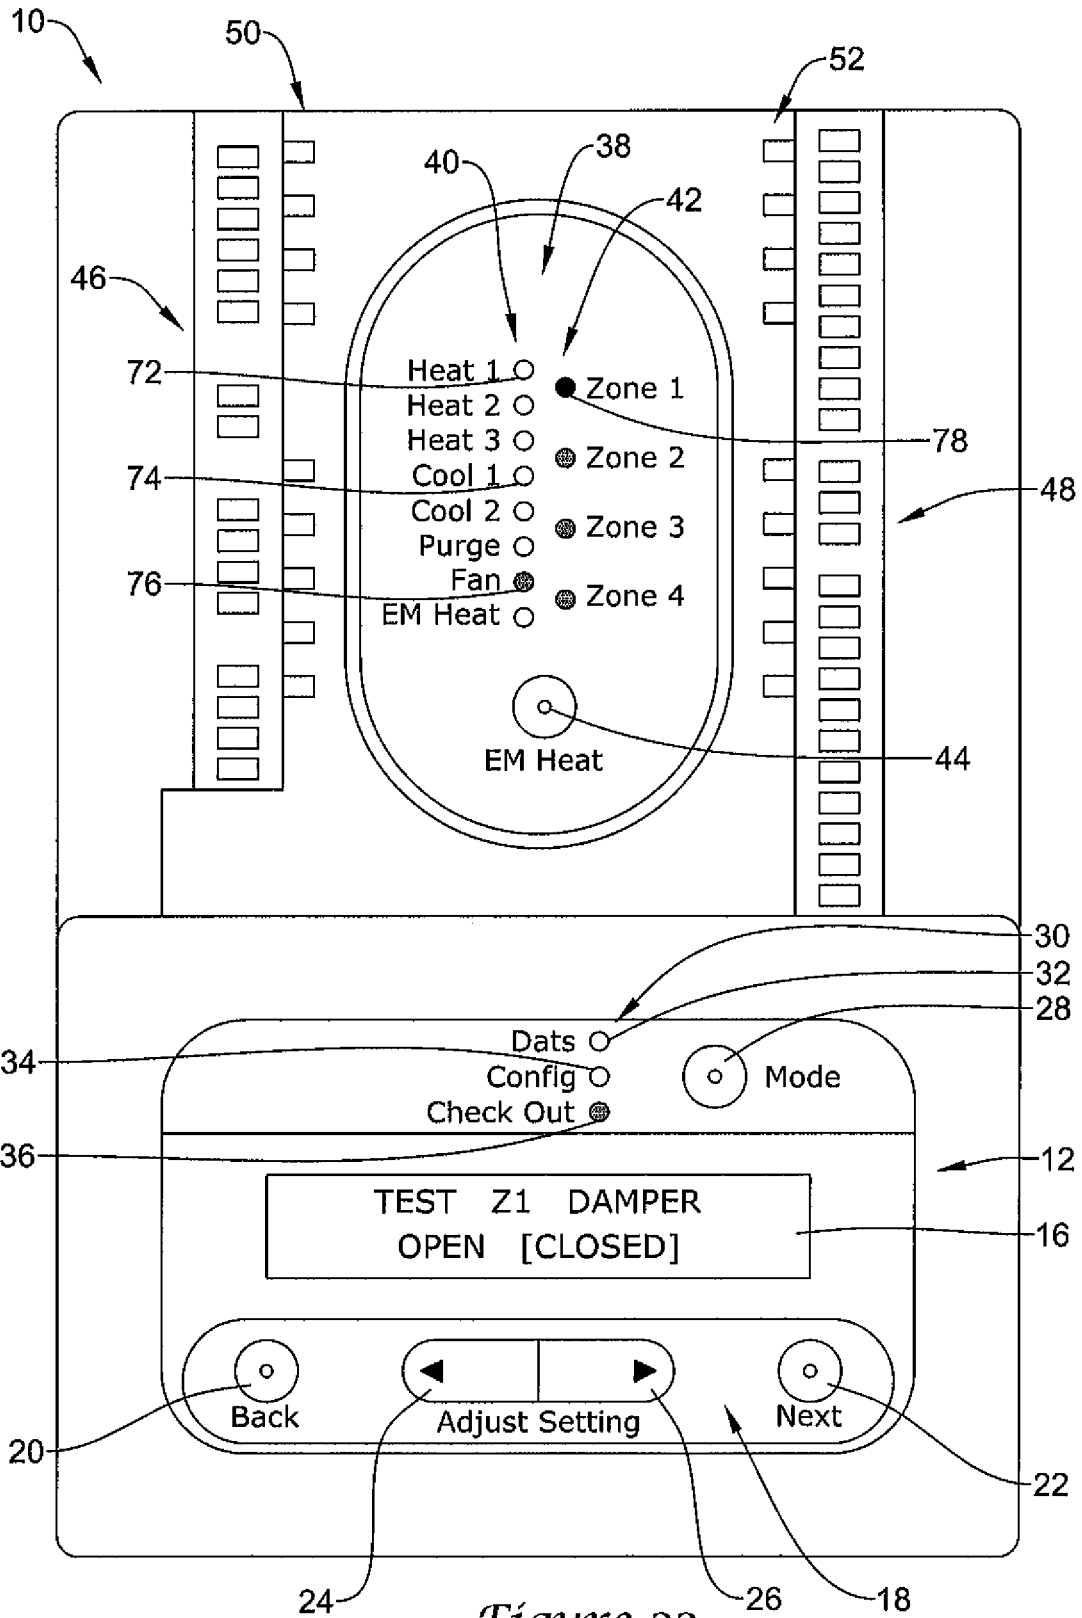 10
50
52
38
40
42
46
72
Heat 1
Zone 1
Heat 2
78
Heat 3
Zone 2
74
Cool 1
48
Cool 2
Zone 3
Purge
76
Fan
Zone 4
EM Heat
44
EM Heat
30
32
28
Dats
34
Config
Mode
Check Out
36
12
TEST Z1 DAMPER
16
OPEN [CLOSED]
Back
Adjust Setting
Next
20
22
24
26
18
Figure